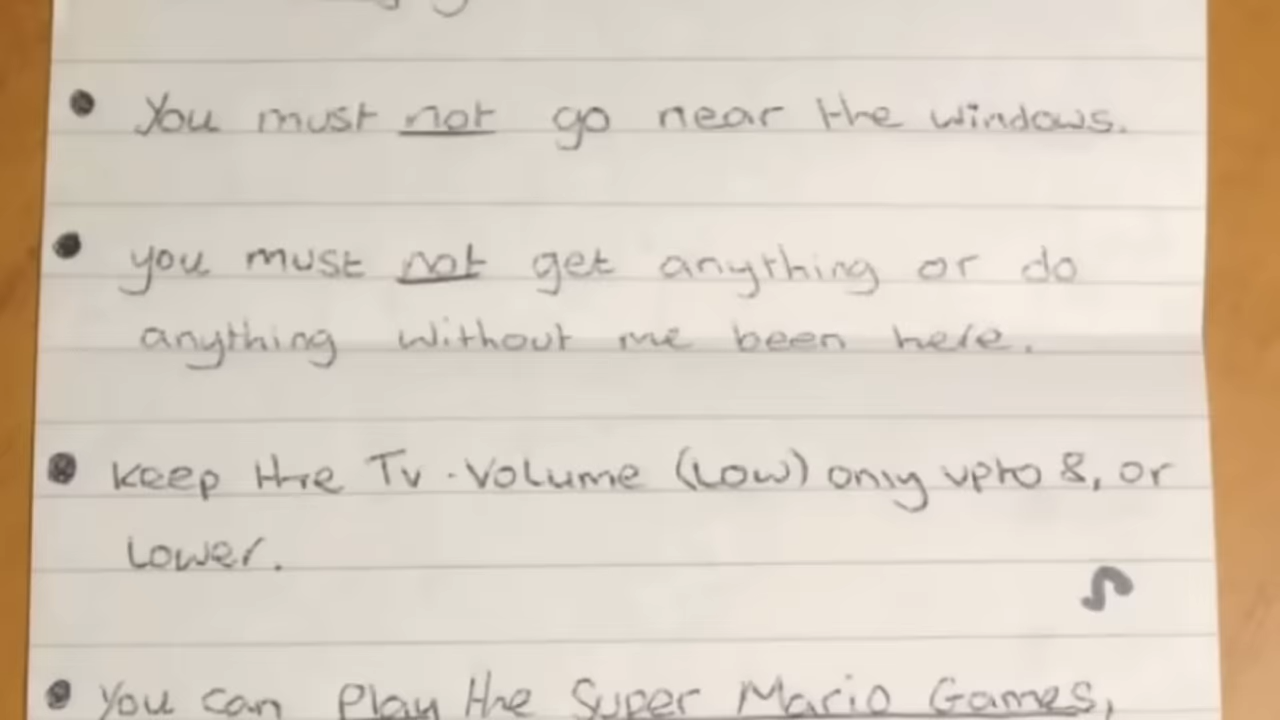 You must not go near the windows.
you must not get anything or do
anything without me been here.
Keep the Tv. Volume (Low) only upto 8, or
Lower.
You can Play the Super Mario Games,